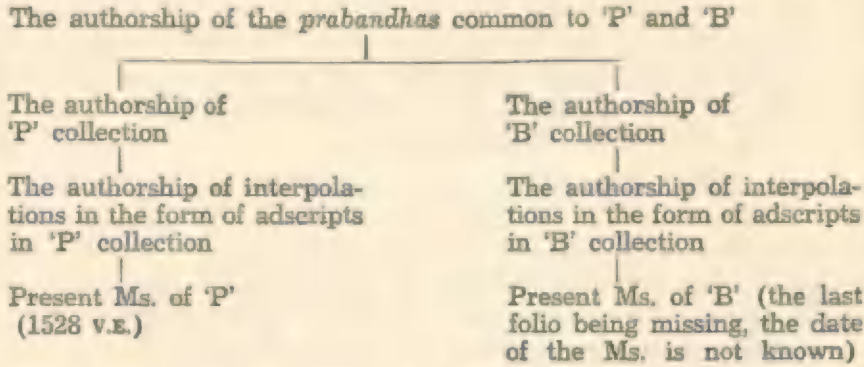 The authorship of the prabandhas common to 'P' and 'B'
The authorship of
'P' collection
The authorship of interpola-
tions in the form of adscripts
in 'P' collection
Present Ms. of 'P'
(1528 V.E.)
The authorship of
'B' collection
The authorship of interpola-
tions in the form of adscripts
in 'B' collection
Present Ms. of 'B' (the last
folio being missing, the date
of the Ms. is not known)